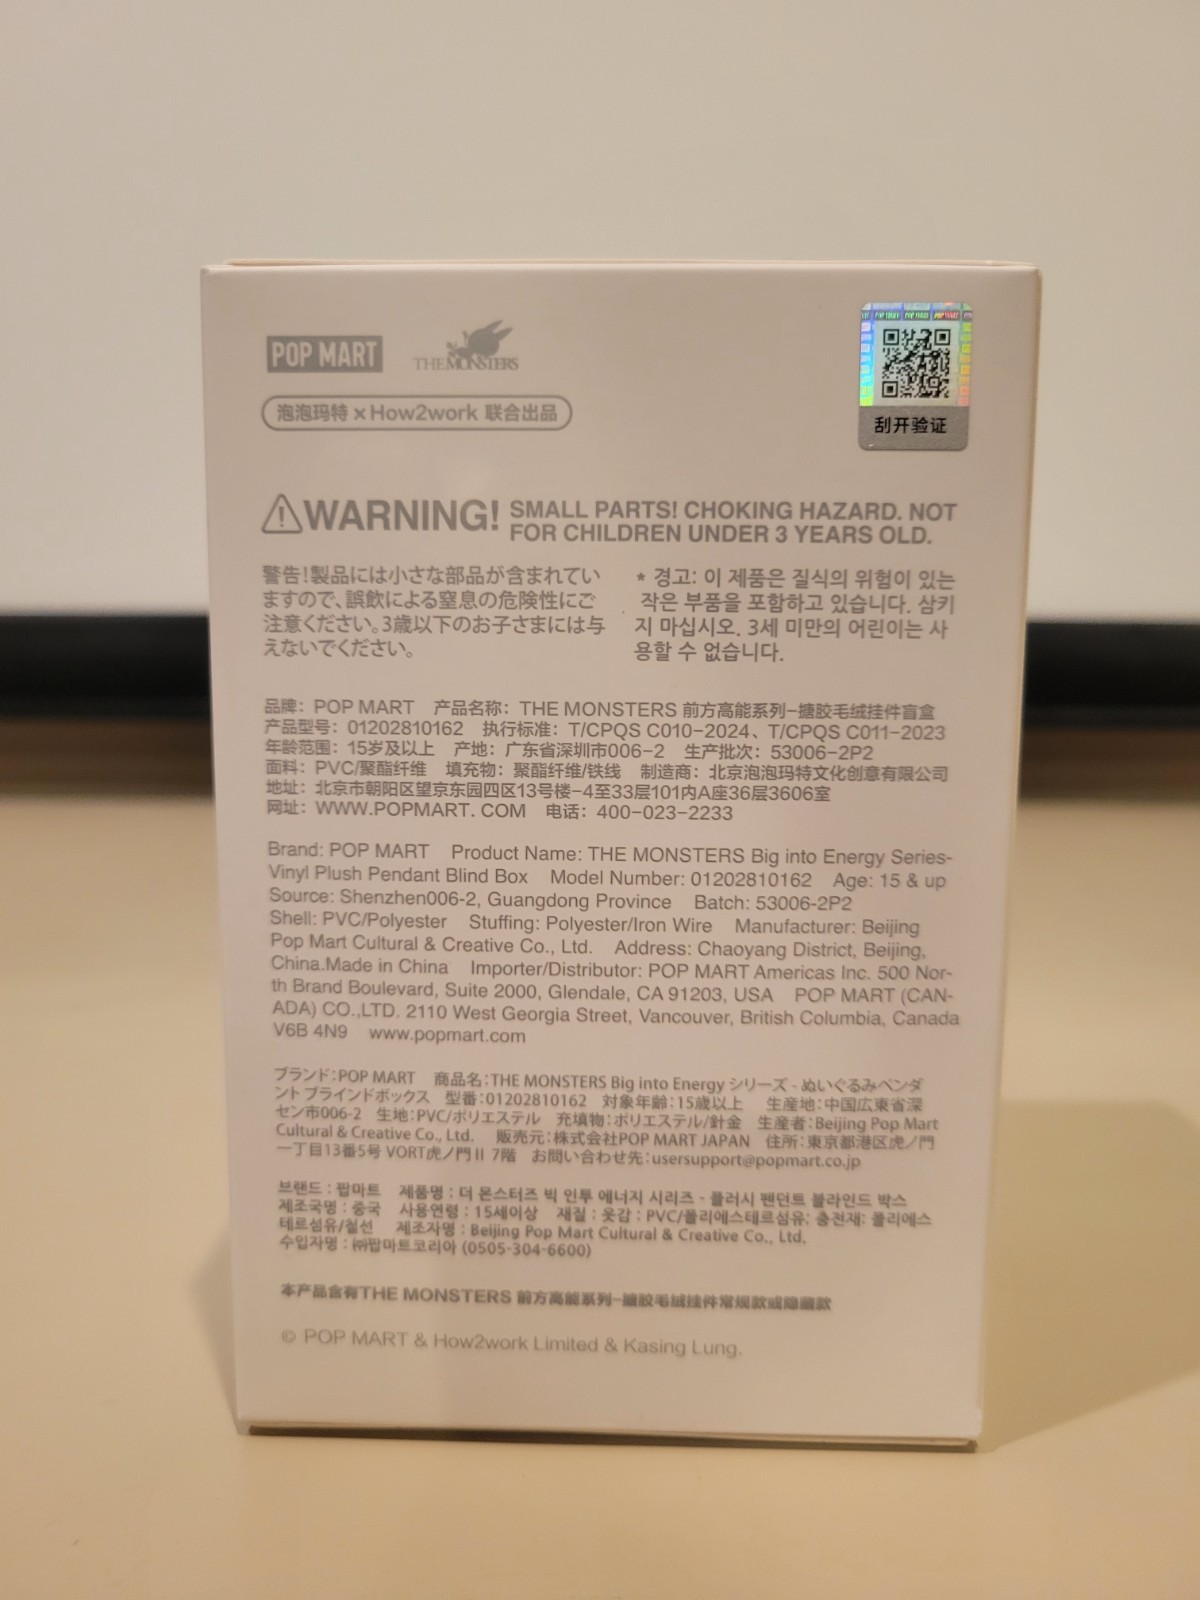 POP MART
THE MONSTERS
泡泡玛特 × How2work 联合出品
POP MART
刮开验证
WARNING! SMALL PARTS! CHOKING HAZARD. NOT
FOR CHILDREN UNDER 3 YEARS OLD.
警告!製品には小さな部品が含まれてい
ますので、誤飲による窒息の危険性にご
注意ください。3歳以下のお子さまには与
えないでください。
* 경고: 이 제품은 질식의 위험이 있는
작은 부품을 포함하고 있습니다. 삼키
지 마십시오. 3세 미만의 어린이는 사
용할 수 없습니다.
品牌: POP MART 产品名称: THE MONSTERS 前方高能系列-搪胶毛绒挂件盲盒
产品型号: 01202810162 执行标准: T/CPQS C010-2024、T/CPQS C011-2023
年龄范围: 15岁及以上 产地: 广东省深圳市006-2 生产批次: 53006-2P2
面料: PVC/聚酯纤维 填充物: 聚酯纤维/铁线 制造商: 北京泡泡玛特文化创意有限公司
地址: 北京市朝阳区望京东园四区13号楼-4至33层101内A座36层3606室
网址: WWW.POPMART. COM 电话: 400-023-2233
Brand: POP MART Product Name: THE MONSTERS Big into Energy Series-
Vinyl Plush Pendant Blind Box Model Number: 01202810162 Age: 15 & up
Source: Shenzhen006-2, Guangdong Province Batch: 53006-2P2
Shell: PVC/Polyester Stuffing: Polyester/Iron Wire Manufacturer: Beijing
Pop Mart Cultural & Creative Co., Ltd. Address: Chaoyang District, Beijing,
China.Made in China Importer/Distributor: POP MART Americas Inc. 500 Nor-
th Brand Boulevard, Suite 2000, Glendale, CA 91203, USA POP MART (CAN-
ADA) CO.,LTD. 2110 West Georgia Street, Vancouver, British Columbia, Canada
V6B 4N9 www.popmart.com
ブランド:POP MART 商品名:THE MONSTERS Big into Energy シリーズ - ぬいぐるみペンダ
ント ブラインドボックス 型番:01202810162 対象年齢:15歳以上 生産地:中国広東省深
セン市006-2 生地:PVC/ポリエステル 充填物:ポリエステル/針金 生産者:Beijing Pop Mart
Cultural & Creative Co., Ltd. 販売元:株式会社POP MART JAPAN 住所:東京都港区虎ノ門
一丁目13番5号 VORT虎ノ門Ⅱ 7階 お問い合わせ先:usersupport@popmart.co.jp
브랜드 : 팝마트 제품명 : 더 몬스터즈 빅 인투 에너지 시리즈 - 플러시 펜던트 블라인드 박스
제조국명 : 중국 사용연령 : 15세이상 재질 : 옷감 : PVC/폴리에스테르섬유; 충전재: 폴리에스
테르섬유/철선 제조자명 : Beijing Pop Mart Cultural & Creative Co., Ltd.
수입자명 : ㈜팝마트코리아 (0505-304-6600)
本产品含有THE MONSTERS 前方高能系列-搪胶毛绒挂件常规款或隐藏款
© POP MART & How2work Limited & Kasing Lung.